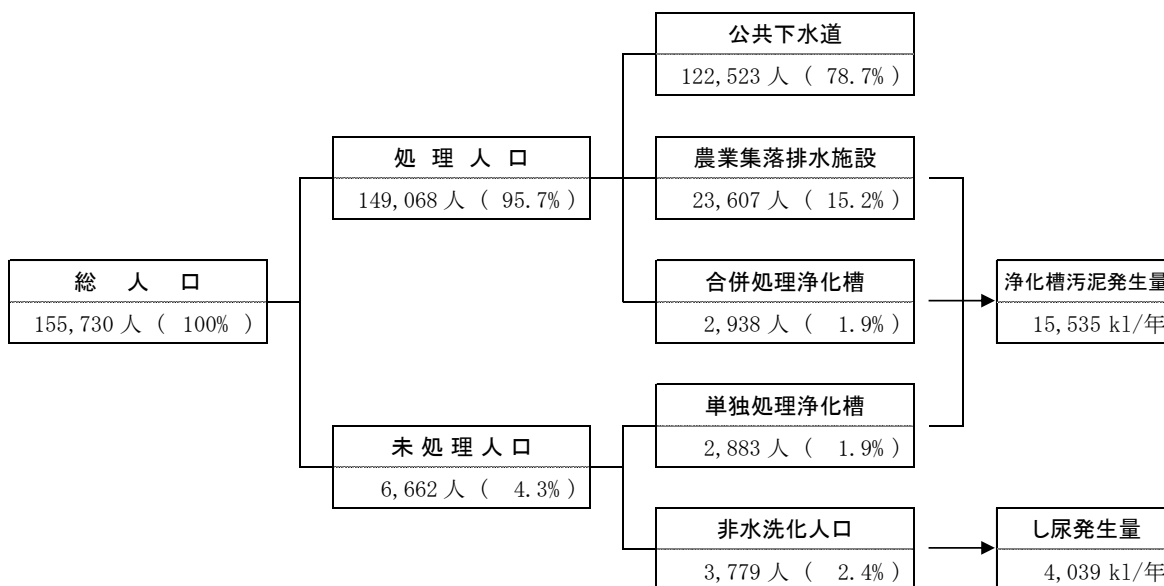 公共下水道
122,523 人 ( 78.7% )
処 理 人 口
149,068 人 ( 95.7% )
農業集落排水施設
23,607 人 ( 15.2% )
総 人 口
155,730 人 ( 100% )
合併処理浄化槽
2,938 人 ( 1.9% )
浄化槽汚泥発生量
15,535 kl/年
単独処理浄化槽
2,883 人 ( 1.9% )
未 処 理 人 口
6,662 人 ( 4.3% )
非水洗化人口
3,779 人 ( 2.4% )
し尿発生量
4,039 kl/年